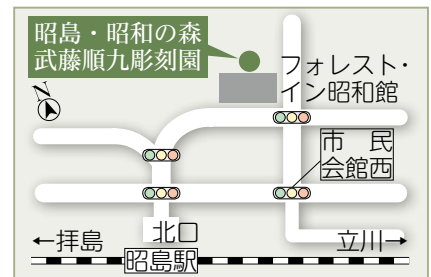 昭島・昭和の森
武藤順九彫刻園
フォレスト・
イン昭和館
N
市 民
会館西
北口
←拝島
立川→
昭島駅